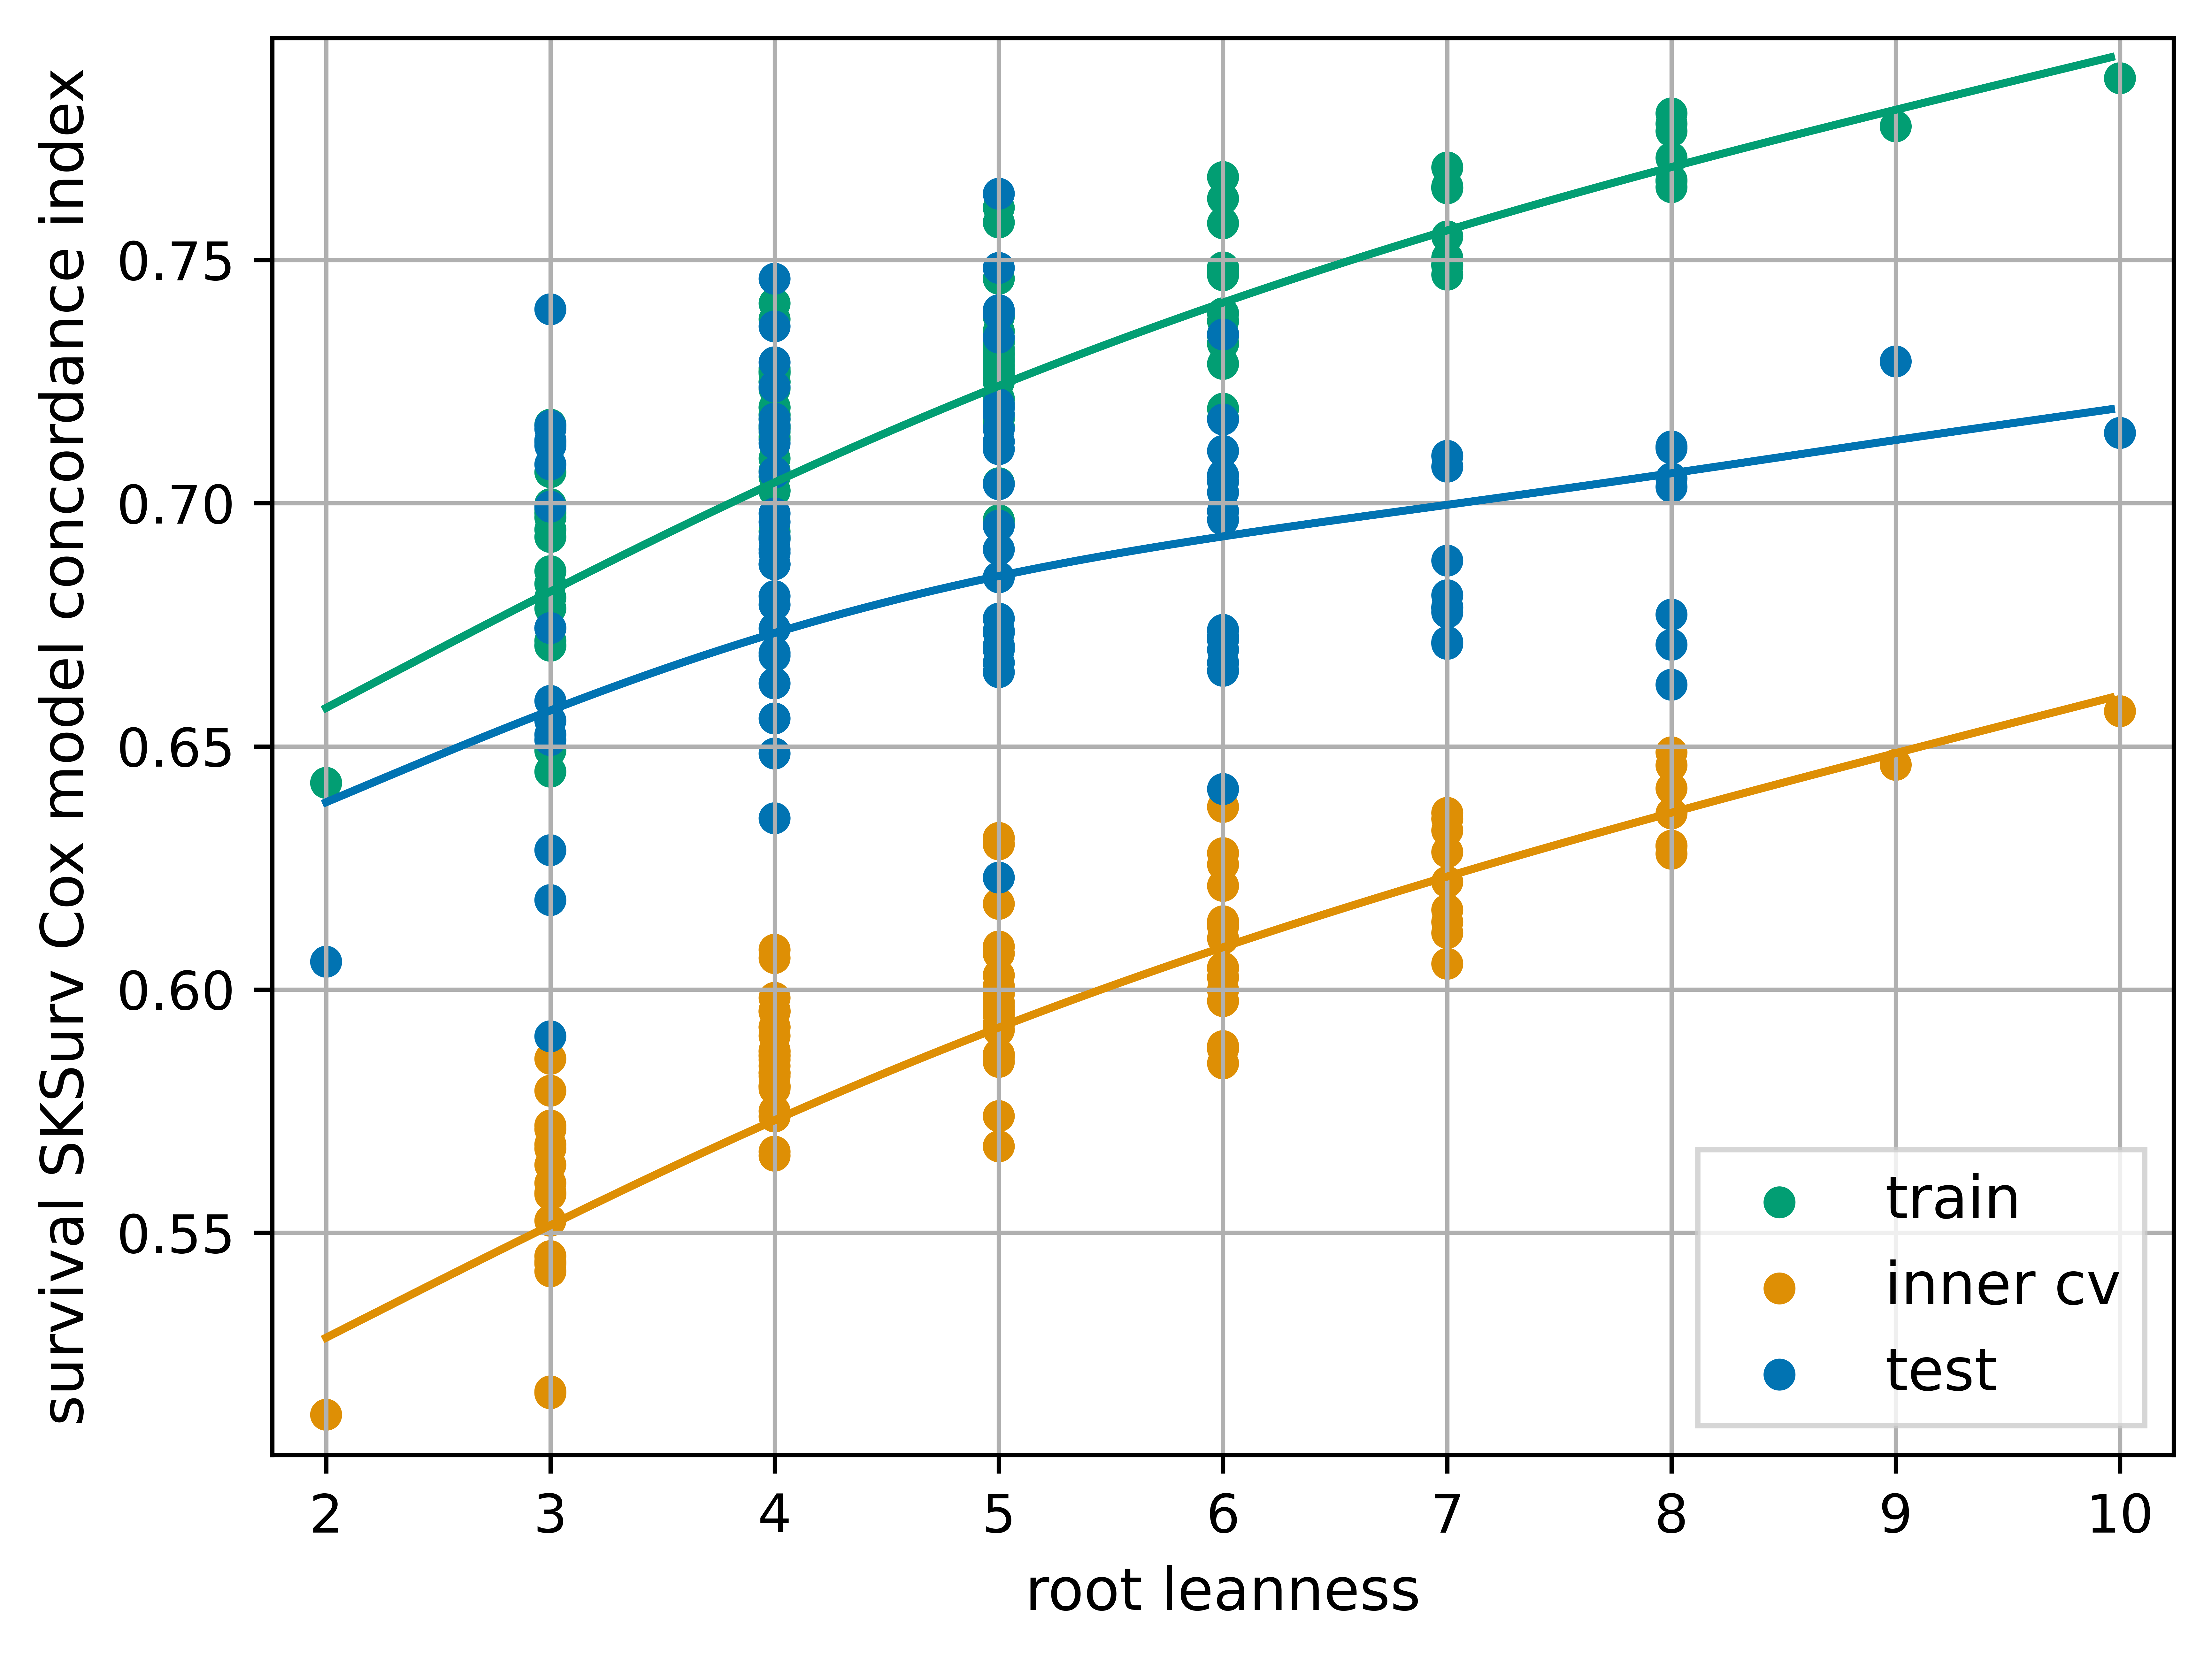 survival SKSurv Cox model concordance index
0.75
0.70
0.65
0.60
0.55
train
inner cv
test
2 3 4 5 6 7 8 9 10
root leanness